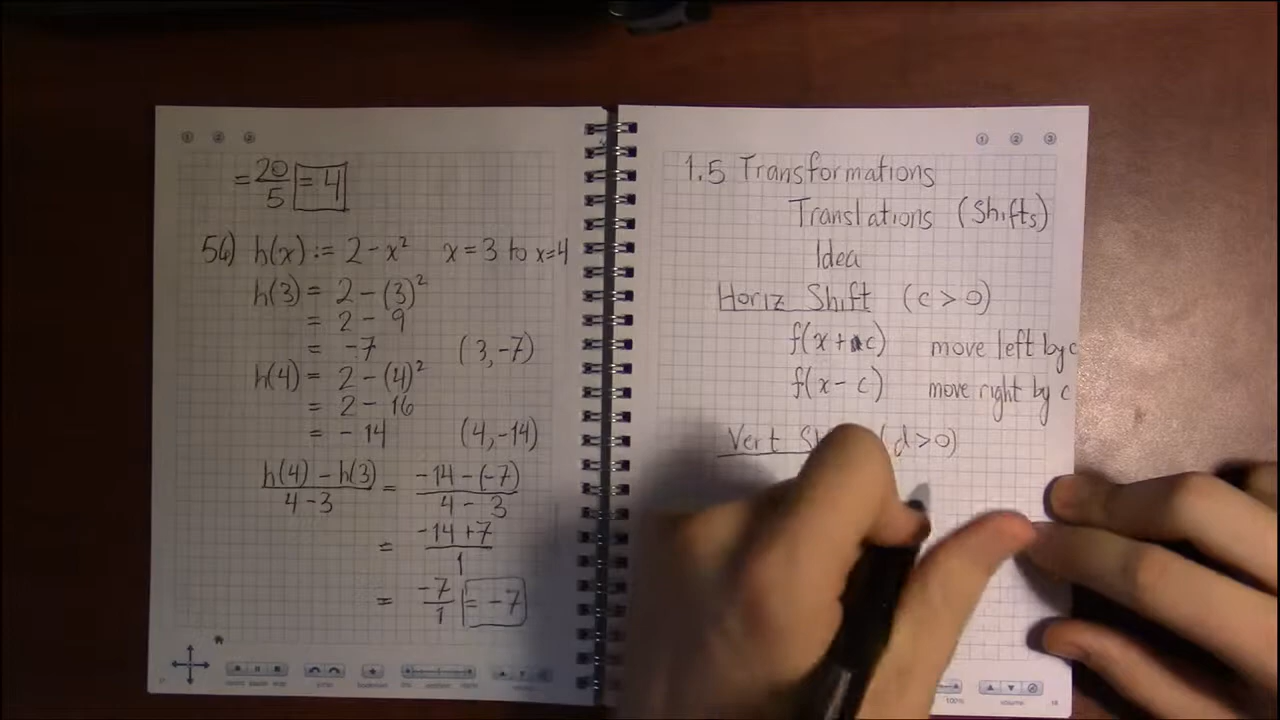 = 20/5 = 4
56) h(x) := 2 - x² x = 3 to x=4
h(3) = 2 - (3)²
= 2 - 9
= -7 (3, -7)
h(4) = 2 - (4)²
= 2 - 16
= -14 (4, -14)
h(4) - h(3) / 4 - 3 = -14 - (-7) / 4 - 3
= -14 + 7 / 1
= -7/1 = -7
1.5 Transformations
Translations (Shifts)
Idea
Horiz Shift (c > 0)
f(x + c) move left by c
f(x - c) move right by c
Vert (d > 0)
100%
volume